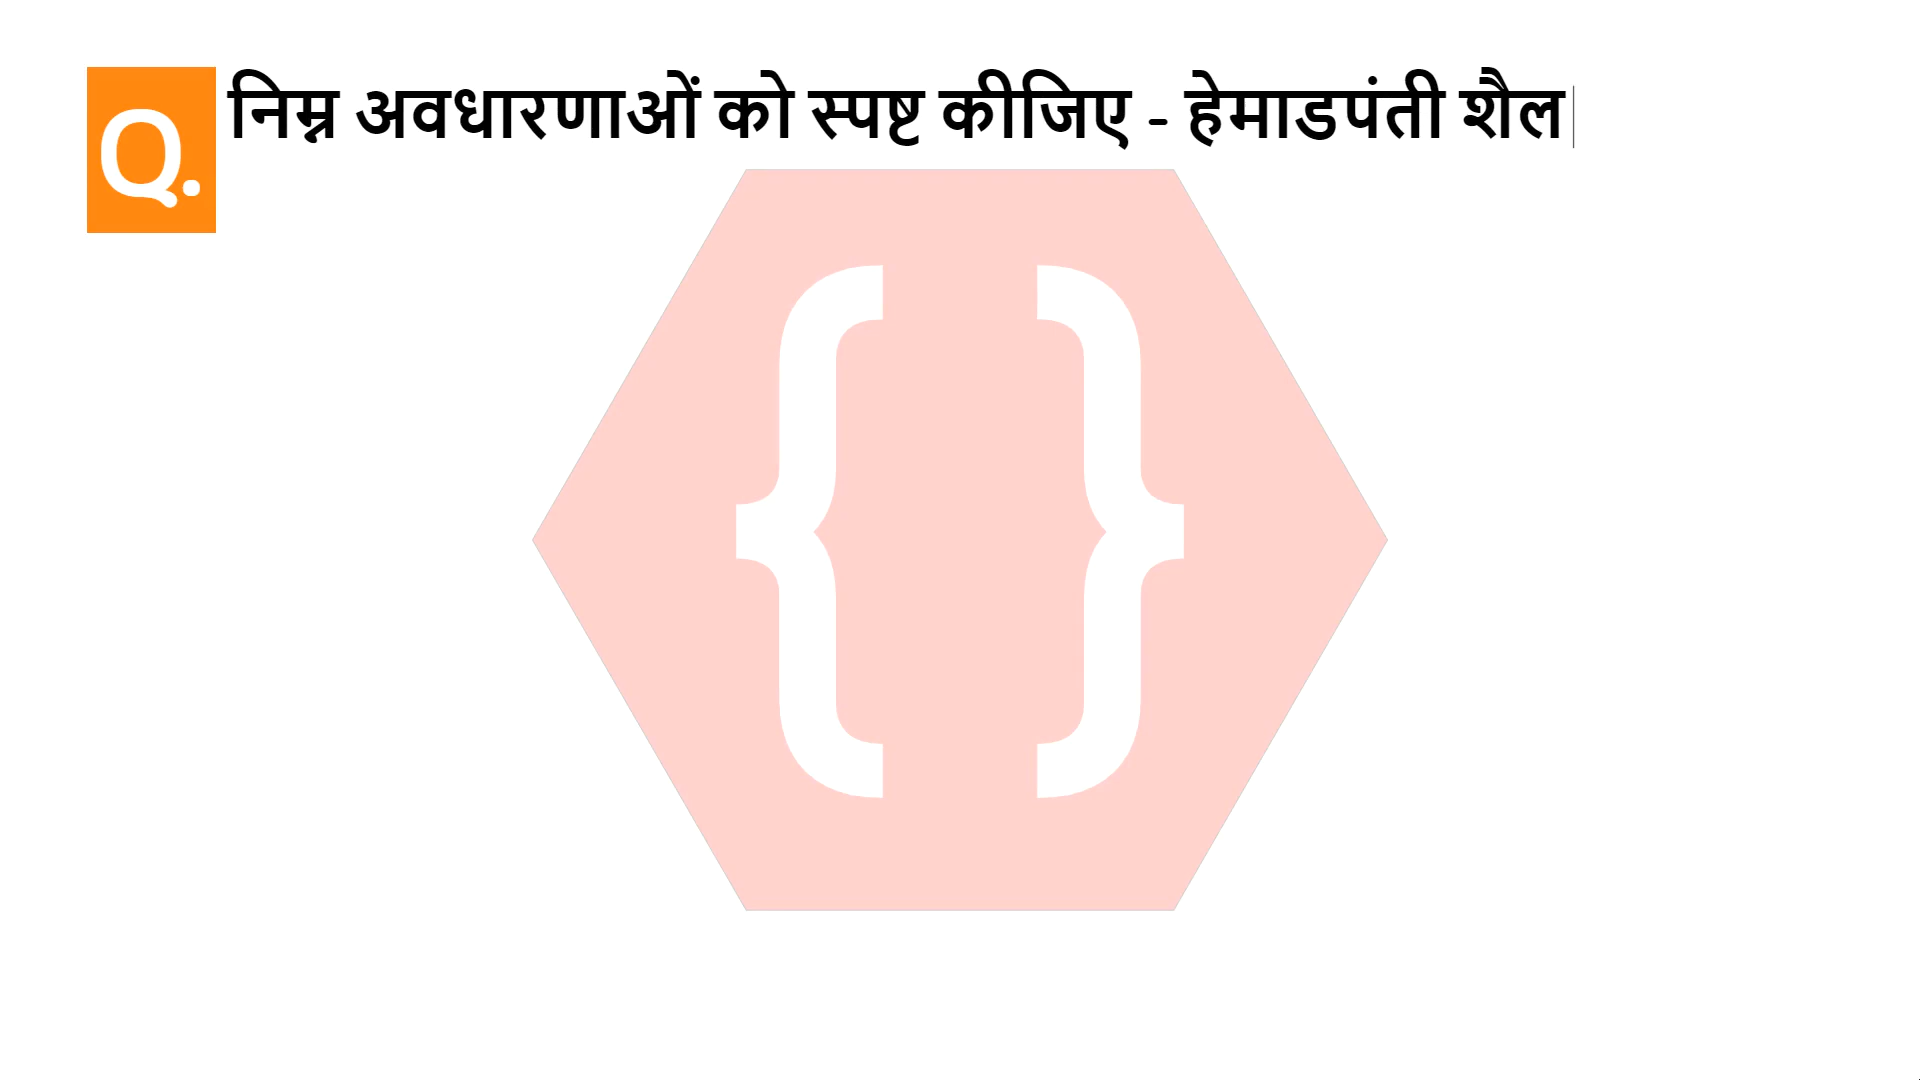 Q.
निम्न अवधारणाओं को स्पष्ट कीजिए - हेमाडपंती शैल
{ }